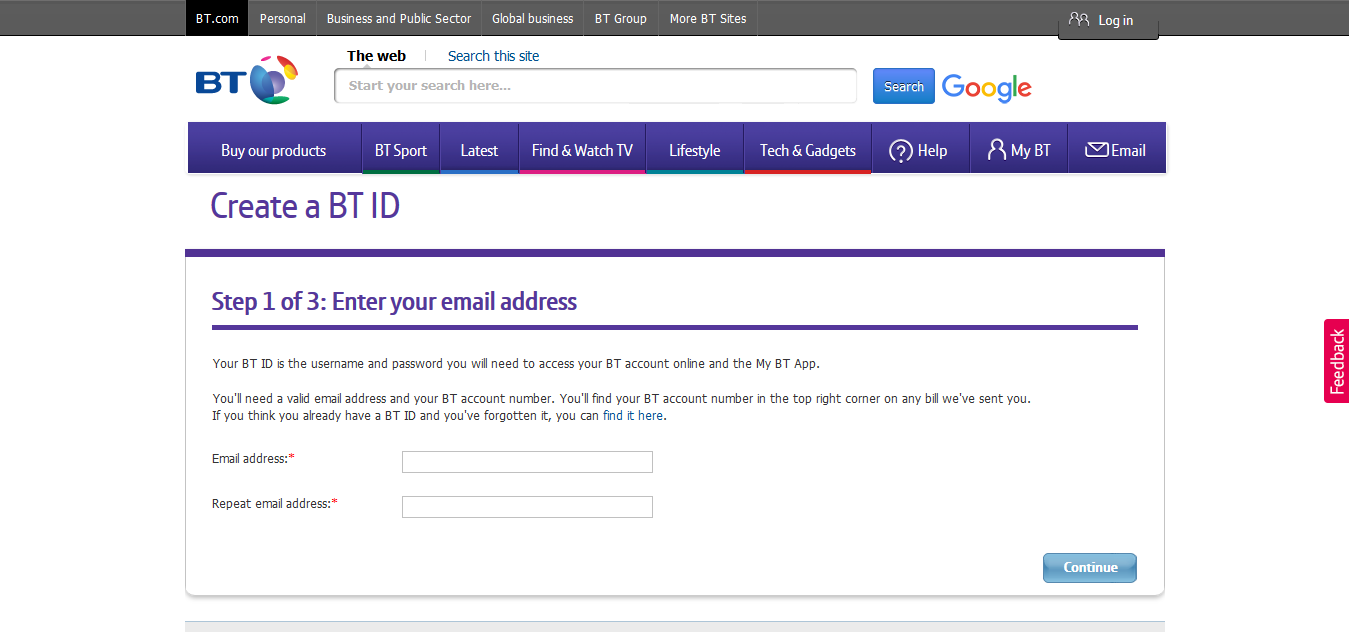 BT.com Personal Business and Public Sector Global business BT Group More BT Sites Log in
The web Search this site
BT Start your search here... Search Google
Buy our products BT Sport Latest Find & Watch TV Lifestyle Tech & Gadgets Help My BT Email
Create a BT ID
Step 1 of 3: Enter your email address
Your BT ID is the username and password you will need to access your BT account online and the My BT App.
You'll need a valid email address and your BT account number. You'll find your BT account number in the top right corner on any bill we've sent you.
If you think you already have a BT ID and you've forgotten it, you can find it here.
Email address:*
Repeat email address:*
Continue
Feedback